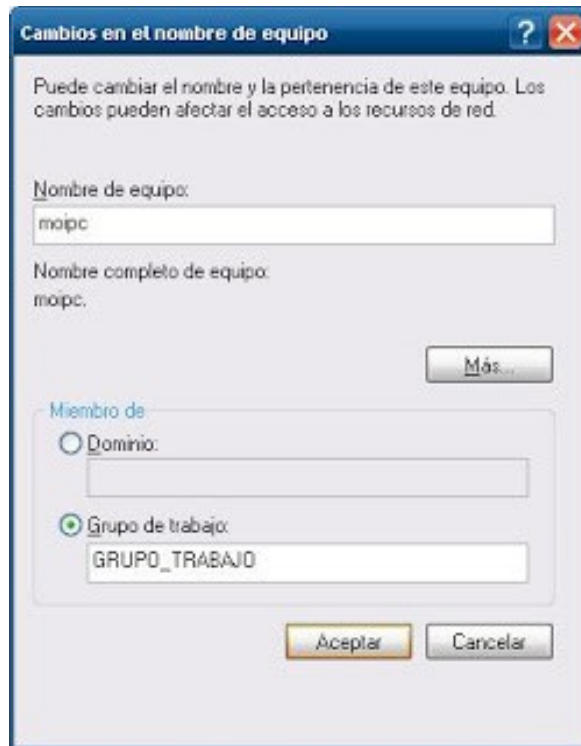 Cambios en el nombre de equipo
Puede cambiar el nombre y la pertenencia de este equipo. Los
cambios pueden afectar el acceso a los recursos de red.
Nombre de equipo:
moipc
Nombre completo de equipo:
moipc.
Más...
Miembro de
Dominio:
Grupo de trabajo:
GRUPO_TRABAJO
Aceptar
Cancelar